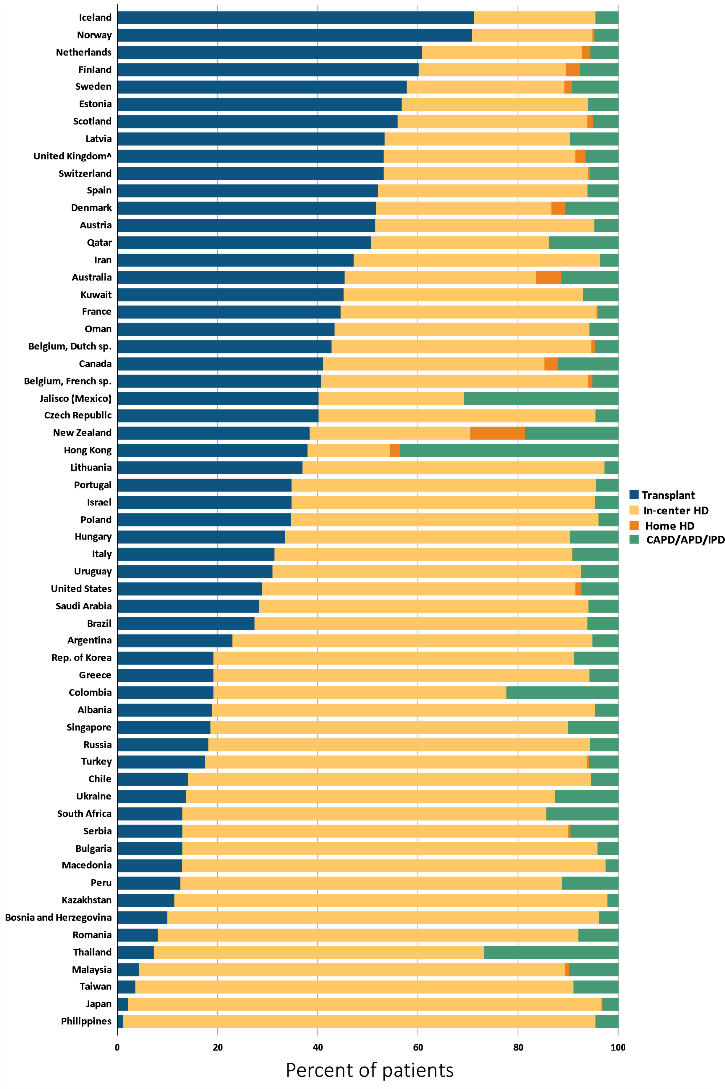 Iceland
Norway
Netherlands
Finland
Sweden
Estonia
Scotland
Latvia
United Kingdom^
Switzerland
Spain
Denmark
Austria
Qatar
Iran
Australia
Kuwait
France
Oman
Belgium, Dutch sp.
Canada
Belgium, French sp.
Jalisco (Mexico)
Czech Republic
New Zealand
Hong Kong
Lithuania
Portugal
Israel
Poland
Hungary
Italy
Uruguay
United States
Saudi Arabia
Brazil
Argentina
Rep. of Korea
Greece
Colombia
Albania
Singapore
Russia
Turkey
Chile
Ukraine
South Africa
Serbia
Bulgaria
Macedonia
Peru
Kazakhstan
Bosnia and Herzegovina
Romania
Thailand
Malaysia
Taiwan
Japan
Philippines
0 20 40 60 80 100
Percent of patients
Transplant
In-center HD
Home HD
CAPD/APD/IPD